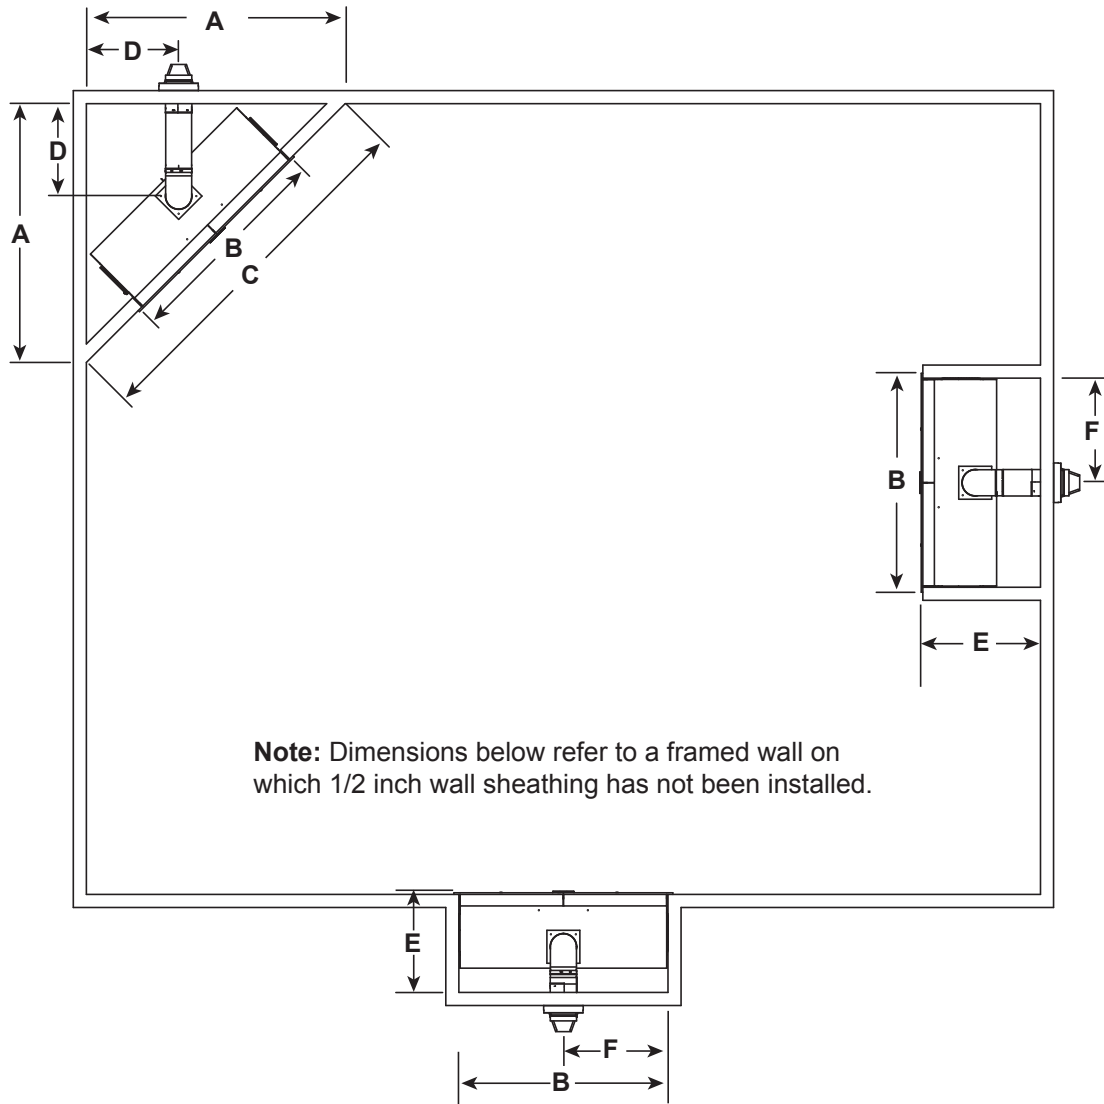 A
D
D
A
B
C
F
B
E
Note: Dimensions below refer to a framed wall on
which 1/2 inch wall sheathing has not been installed.
E
F
B